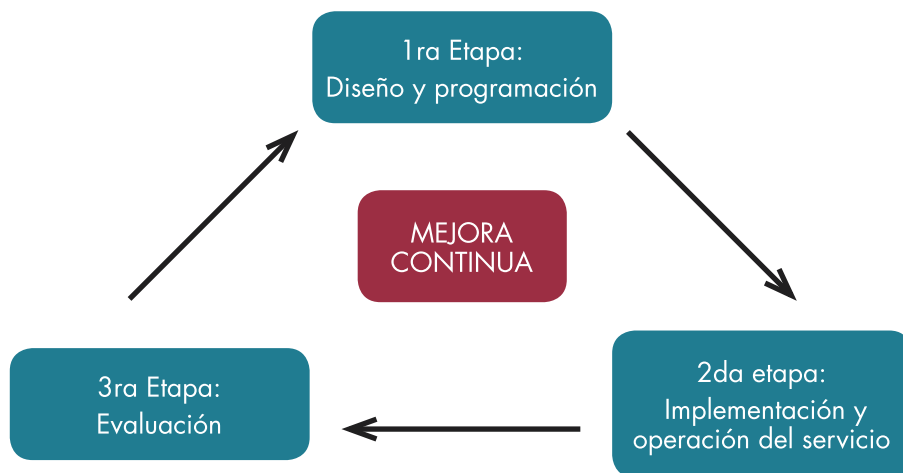 1ra Etapa:
Diseño y programación
MEJORA
CONTINUA
3ra Etapa:
Evaluación
2da etapa:
Implementación y
operación del servicio